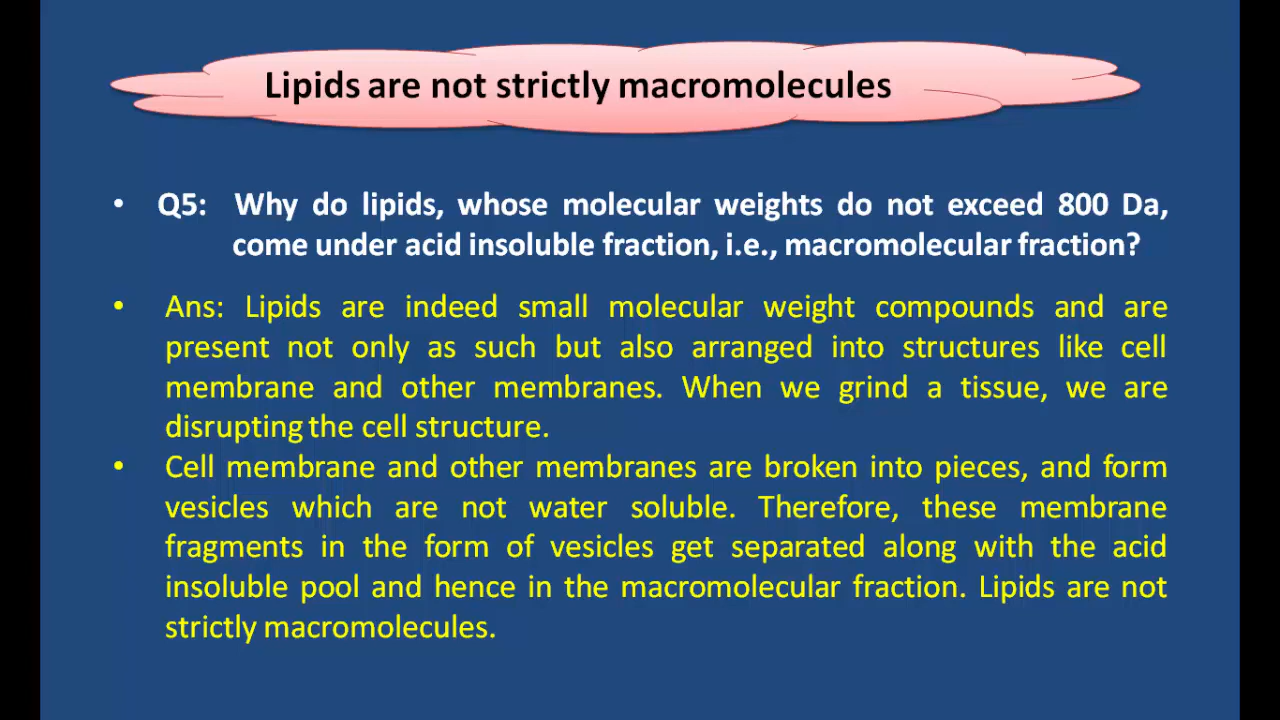 Lipids are not strictly macromolecules
• Q5: Why do lipids, whose molecular weights do not exceed 800 Da,
come under acid insoluble fraction, i.e., macromolecular fraction?
• Ans: Lipids are indeed small molecular weight compounds and are
present not only as such but also arranged into structures like cell
membrane and other membranes. When we grind a tissue, we are
disrupting the cell structure.
• Cell membrane and other membranes are broken into pieces, and form
vesicles which are not water soluble. Therefore, these membrane
fragments in the form of vesicles get separated along with the acid
insoluble pool and hence in the macromolecular fraction. Lipids are not
strictly macromolecules.